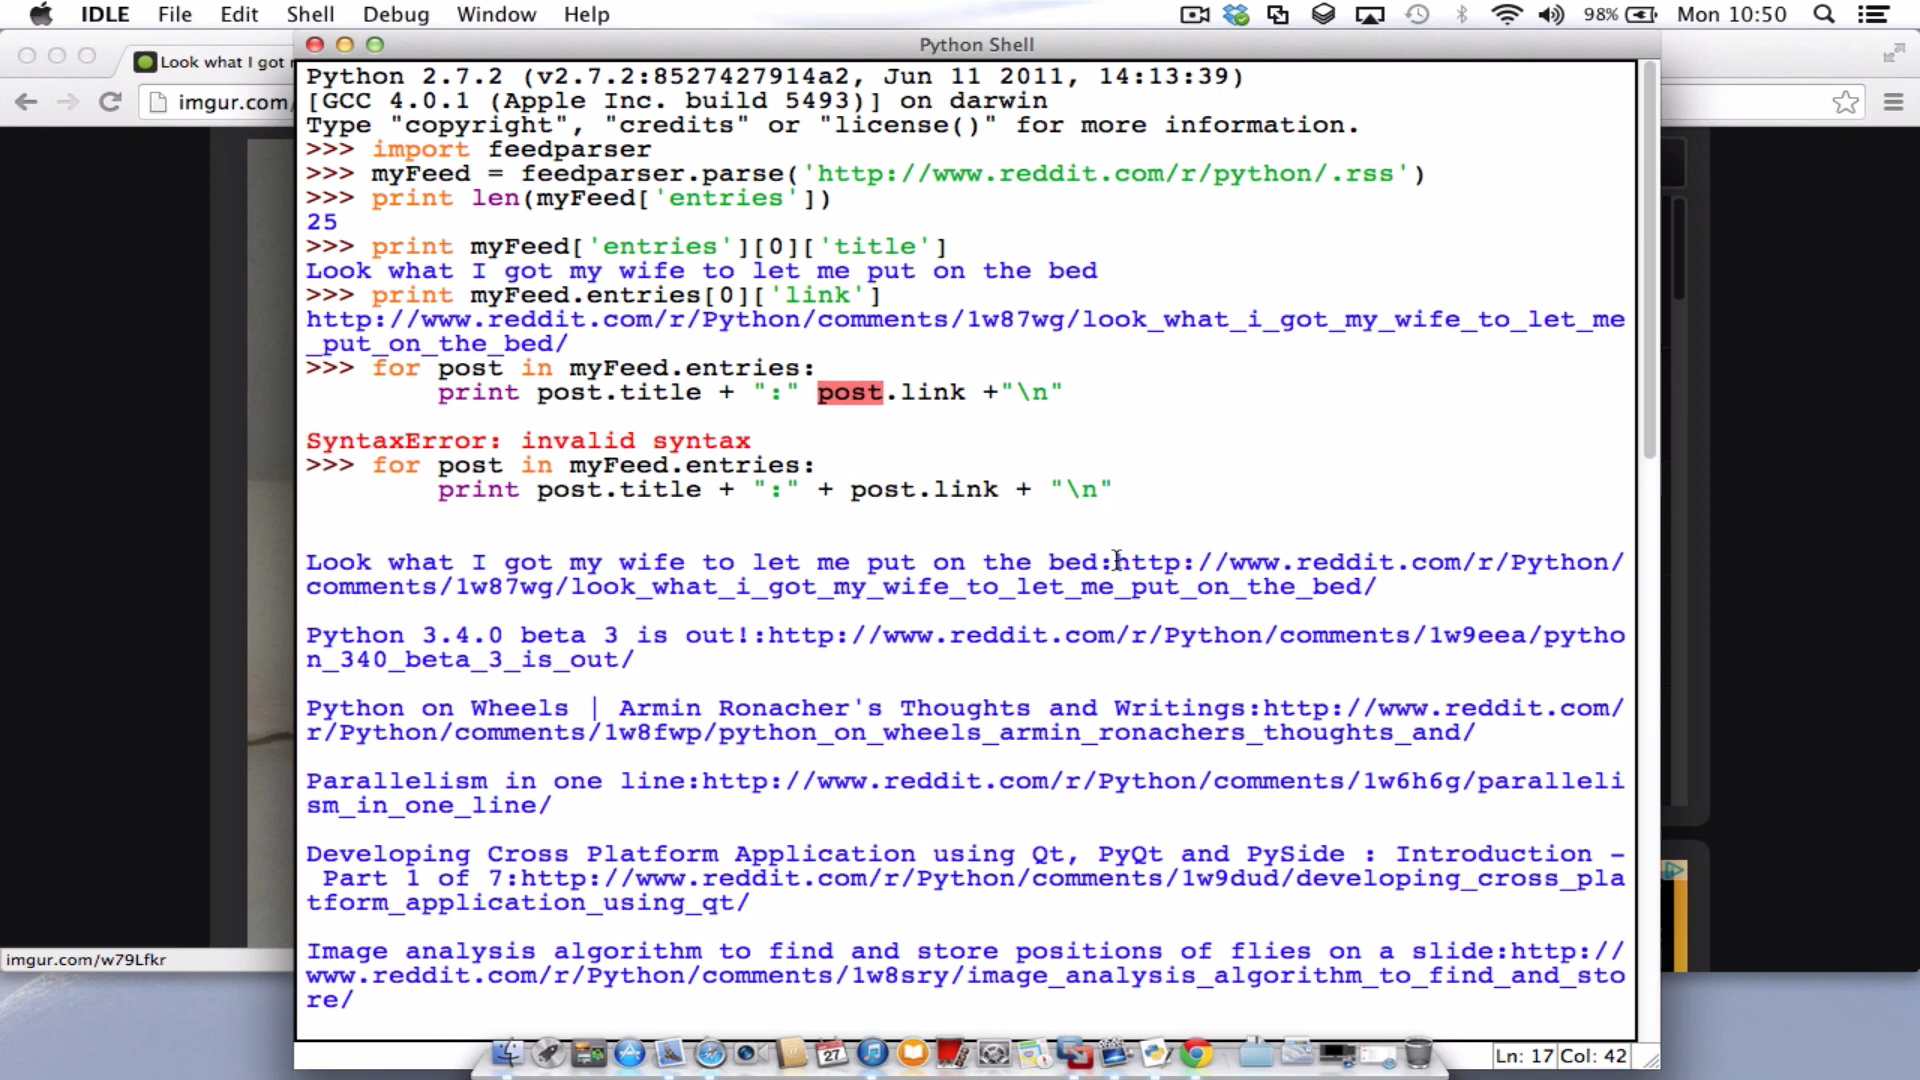 IDLE File Edit Shell Debug Window Help 98% Mon 10:50
Python Shell
Look what I got
imgur.com/
Python 2.7.2 (v2.7.2:8527427914a2, Jun 11 2011, 14:13:39)
[GCC 4.0.1 (Apple Inc. build 5493)] on darwin
Type "copyright", "credits" or "license()" for more information.
>>> import feedparser
>>> myFeed = feedparser.parse('http://www.reddit.com/r/python/.rss')
>>> print len(myFeed['entries'])
25
>>> print myFeed['entries'][0]['title']
Look what I got my wife to let me put on the bed
>>> print myFeed.entries[0]['link']
http://www.reddit.com/r/Python/comments/1w87wg/look_what_i_got_my_wife_to_let_me
_put_on_the_bed/
>>> for post in myFeed.entries:
print post.title + ":" post.link +"\n"
SyntaxError: invalid syntax
>>> for post in myFeed.entries:
print post.title + ":" + post.link + "\n"
Look what I got my wife to let me put on the bed:http://www.reddit.com/r/Python/
comments/1w87wg/look_what_i_got_my_wife_to_let_me_put_on_the_bed/
Python 3.4.0 beta 3 is out!:http://www.reddit.com/r/Python/comments/1w9eea/pytho
n_340_beta_3_is_out/
Python on Wheels | Armin Ronacher's Thoughts and Writings:http://www.reddit.com/
r/Python/comments/1w8fwp/python_on_wheels_armin_ronachers_thoughts_and/
Parallelism in one line:http://www.reddit.com/r/Python/comments/1w6h6g/paralleli
sm_in_one_line/
Developing Cross Platform Application using Qt, PyQt and PySide : Introduction -
Part 1 of 7:http://www.reddit.com/r/Python/comments/1w9dud/developing_cross_pla
tform_application_using_qt/
Image analysis algorithm to find and store positions of flies on a slide:http://
www.reddit.com/r/Python/comments/1w8sry/image_analysis_algorithm_to_find_and_sto
re/
imgur.com/w79Lfkr
27
Ln: 17 Col: 42